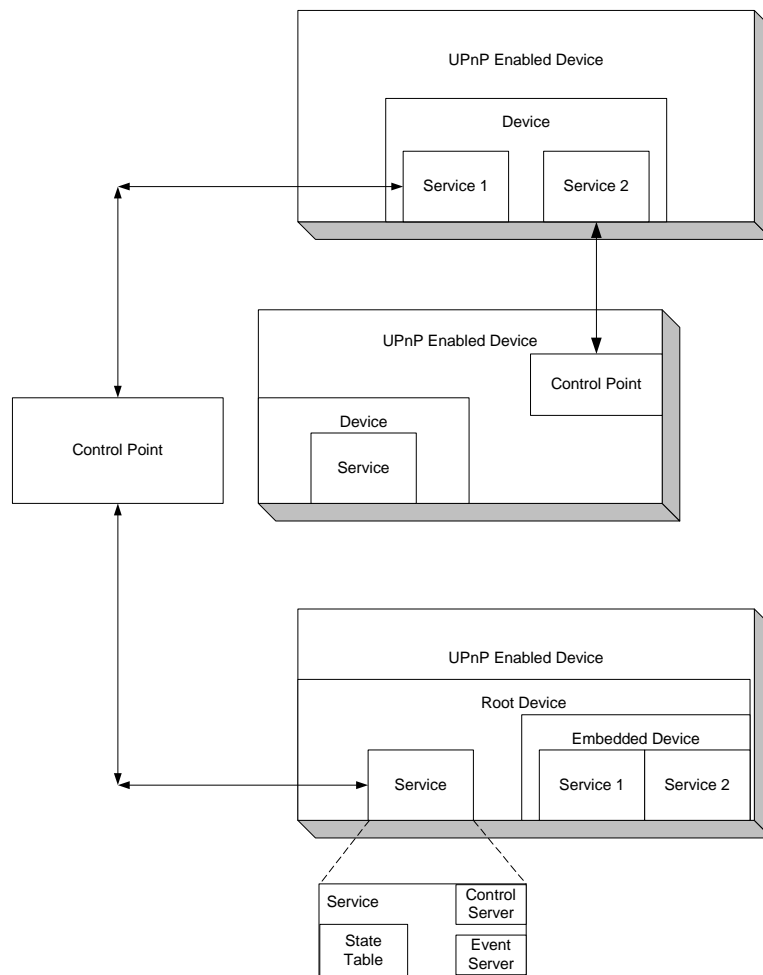 UPnP Enabled Device
Device
Service 1
Service 2
UPnP Enabled Device
Control Point
Device
Service
Control Point
UPnP Enabled Device
Root Device
Embedded Device
Service
Service 1
Service 2
Service
Control
Server
State
Table
Event
Server